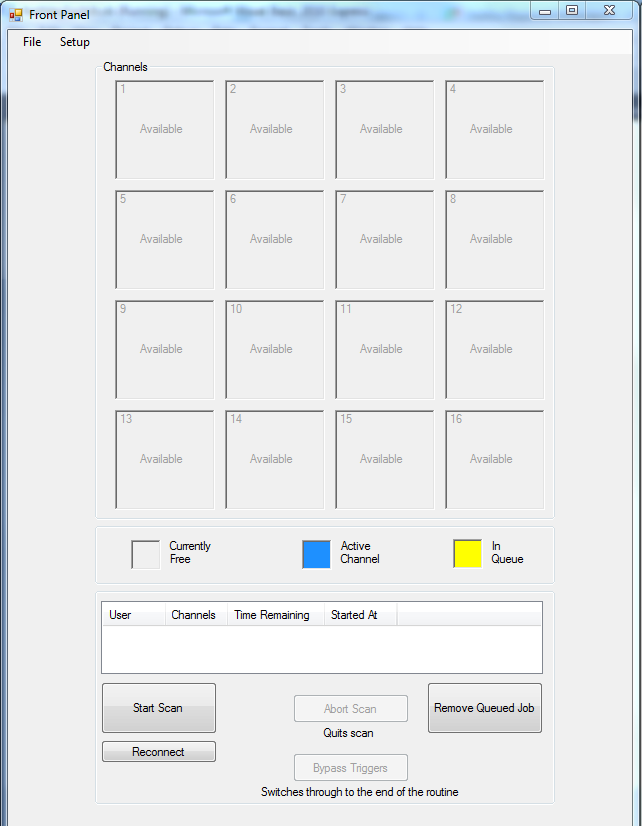 Front Panel
File Setup
Channels
1 2 3 4
Available Available Available Available
5 6 7 8
Available Available Available Available
9 10 11 12
Available Available Available Available
13 14 15 16
Available Available Available Available
Currently Active In
Free Channel Queue
User Channels Time Remaining Started At
Start Scan Abort Scan Remove Queued Job
Quits scan
Reconnect
Bypass Triggers
Switches through to the end of the routine